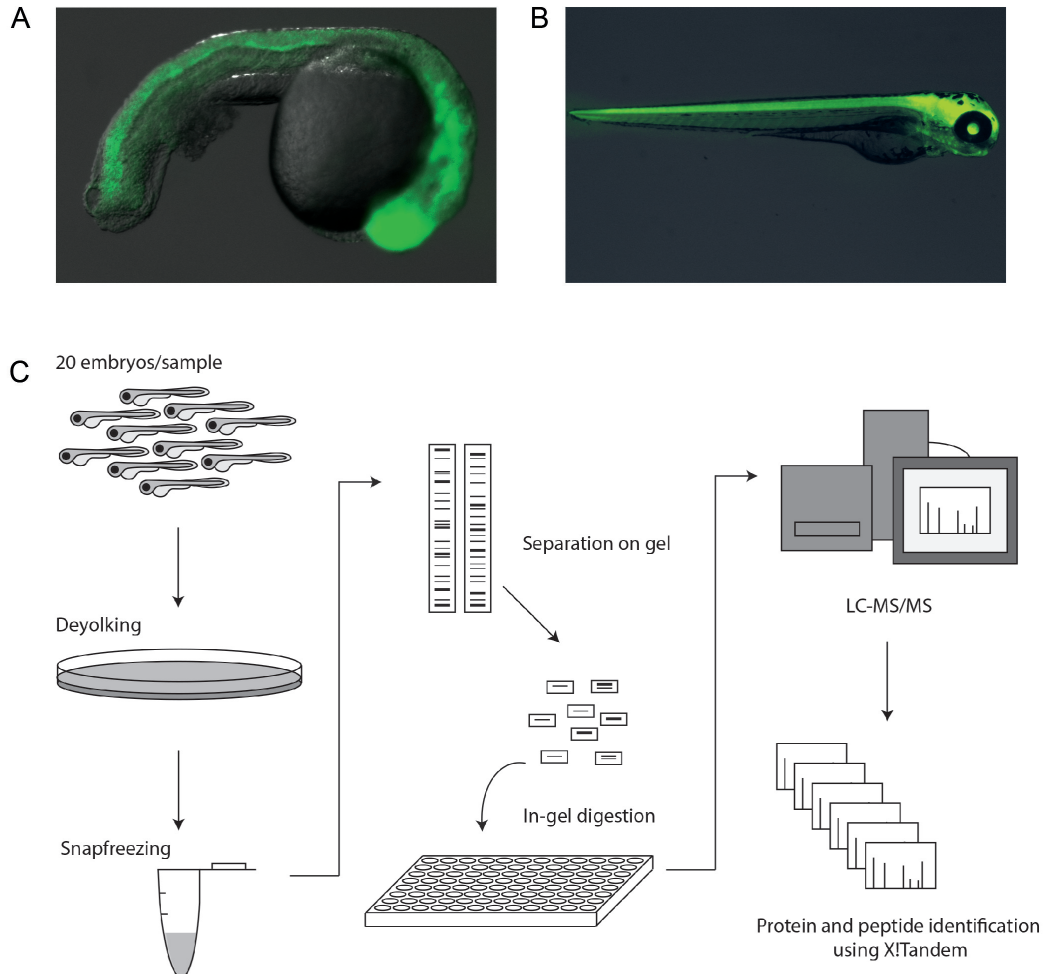 A
B
C
20 embryos/sample
Deyolking
Snapfreezing
Separation on gel
In-gel digestion
LC-MS/MS
Protein and peptide identification
using X!Tandem